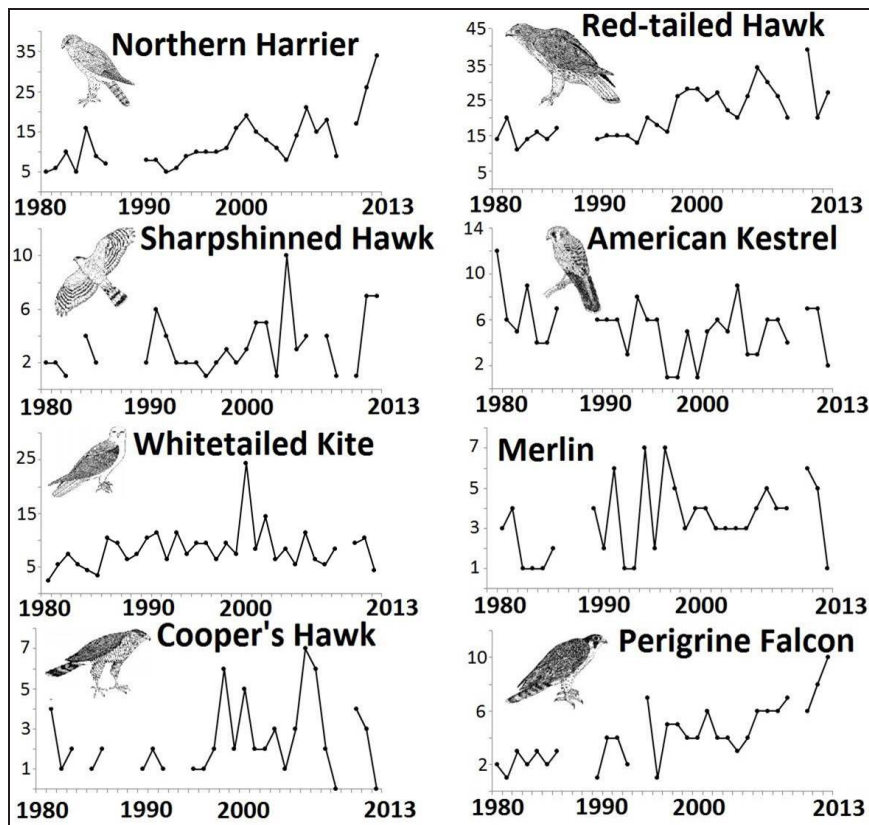 Northern Harrier
35
25
15
5
1980 1990 2000 2013
Red-tailed Hawk
45
35
25
15
5
1980 1990 2000 2013
Sharpshinned Hawk
10
6
2
1980 1990 2000 2013
American Kestrel
14
10
6
2
1980 1990 2000 2013
Whitetailed Kite
25
15
5
1980 1990 2000 2013
Merlin
7
5
3
1
1980 1990 2000 2013
Cooper's Hawk
7
5
3
1
1980 1990 2000 2013
Perigrine Falcon
10
6
2
1980 1990 2000 2013